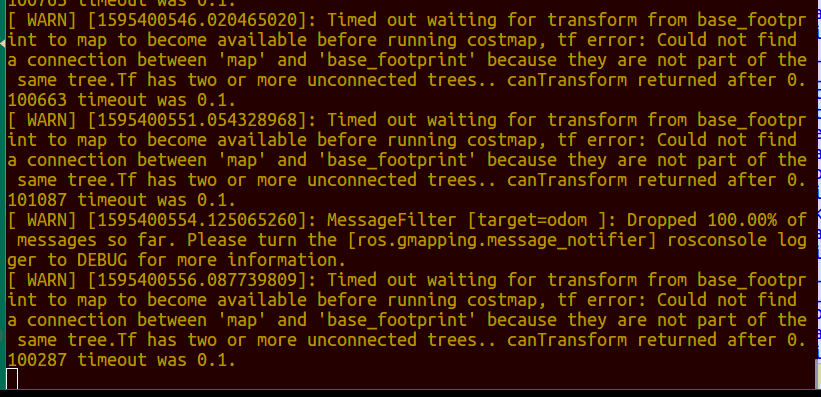 100765 timeout was 0.1.
[ WARN] [1595400546.020465020]: Timed out waiting for transform from base_footpr
int to map to become available before running costmap, tf error: Could not find
a connection between 'map' and 'base_footprint' because they are not part of the
 same tree.Tf has two or more unconnected trees.. canTransform returned after 0.
100663 timeout was 0.1.
[ WARN] [1595400551.054328968]: Timed out waiting for transform from base_footpr
int to map to become available before running costmap, tf error: Could not find
a connection between 'map' and 'base_footprint' because they are not part of the
 same tree.Tf has two or more unconnected trees.. canTransform returned after 0.
101087 timeout was 0.1.
[ WARN] [1595400554.125065260]: MessageFilter [target=odom ]: Dropped 100.00% of
 messages so far. Please turn the [ros.gmapping.message_notifier] rosconsole log
ger to DEBUG for more information.
[ WARN] [1595400556.087739809]: Timed out waiting for transform from base_footpr
int to map to become available before running costmap, tf error: Could not find
a connection between 'map' and 'base_footprint' because they are not part of the
 same tree.Tf has two or more unconnected trees.. canTransform returned after 0.
100287 timeout was 0.1.